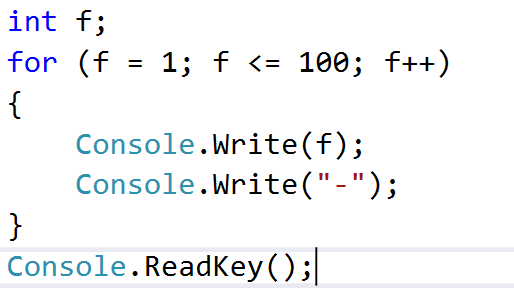 int f;
for (f = 1; f <= 100; f++)
{
    Console.Write(f);
    Console.Write("-");
}
Console.ReadKey();